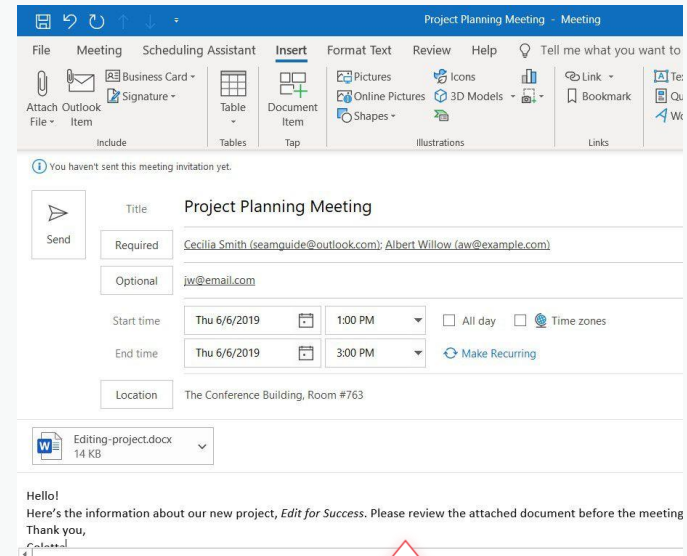 Project Planning Meeting - Meeting
File Meeting Scheduling Assistant Insert Format Text Review Help Tell me what you want to
Attach File
Outlook Item
Business Card
Signature
Include
Table
Tables
Document Item
Tap
Pictures
Online Pictures
Shapes
Icons
3D Models
Illustrations
Link
Bookmark
Links
You haven't sent this meeting invitation yet.
Send
Title Project Planning Meeting
Required Cecilia Smith (seamguide@outlook.com); Albert Willow (aw@example.com)
Optional jw@email.com
Start time Thu 6/6/2019 1:00 PM All day Time zones
End time Thu 6/6/2019 3:00 PM Make Recurring
Location The Conference Building, Room #763
Editing-project.docx
14 KB
Hello!
Here's the information about our new project, Edit for Success. Please review the attached document before the meeting
Thank you,
Colette